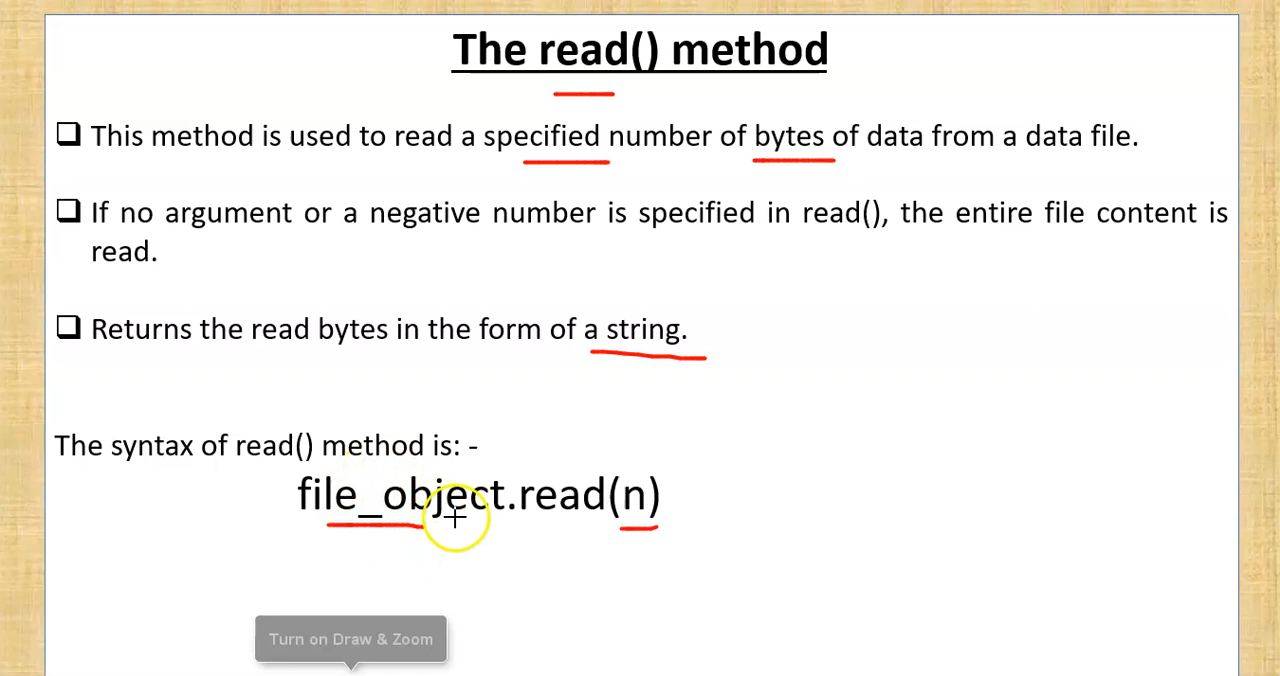 The read() method
❑ This method is used to read a specified number of bytes of data from a data file.
❑ If no argument or a negative number is specified in read(), the entire file content is
read.
❑ Returns the read bytes in the form of a string.
The syntax of read() method is: -
file_object.read(n)
Turn on Draw & Zoom